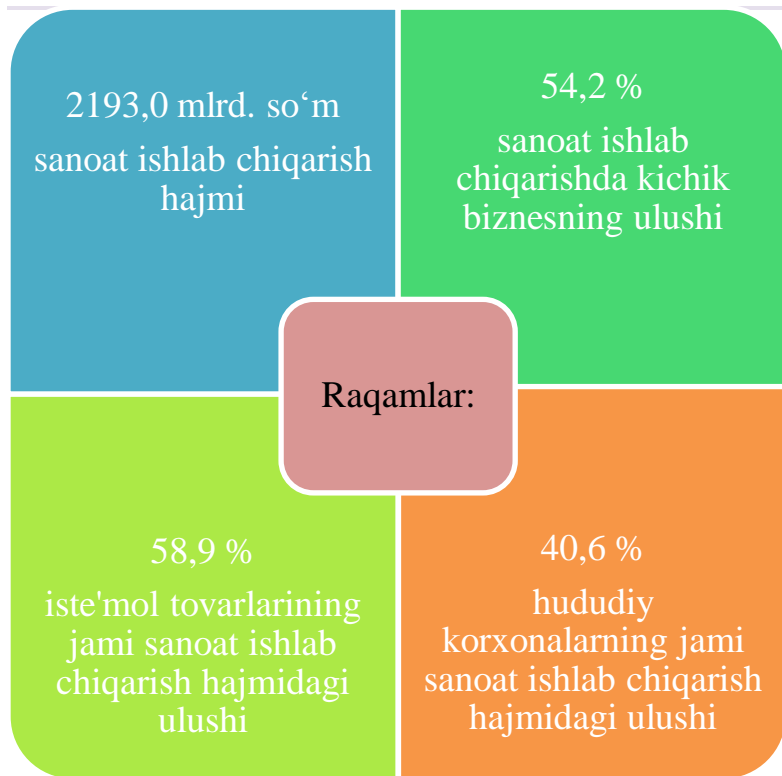 2193,0 mlrd. so‘m
sanoat ishlab chiqarish
hajmi
54,2 %
sanoat ishlab
chiqarishda kichik
biznesning ulushi
Raqamlar:
58,9 %
iste'mol tovarlarining
jami sanoat ishlab
chiqarish hajmidagi
ulushi
40,6 %
hududiy
korxonalarning jami
sanoat ishlab chiqarish
hajmidagi ulushi